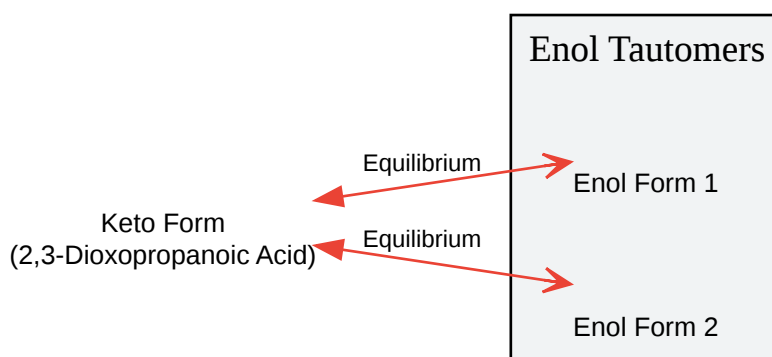 Enol Tautomers
Equilibrium
Enol Form 1
Keto Form
(2,3-Dioxopropanoic Acid)
Equilibrium
Enol Form 2